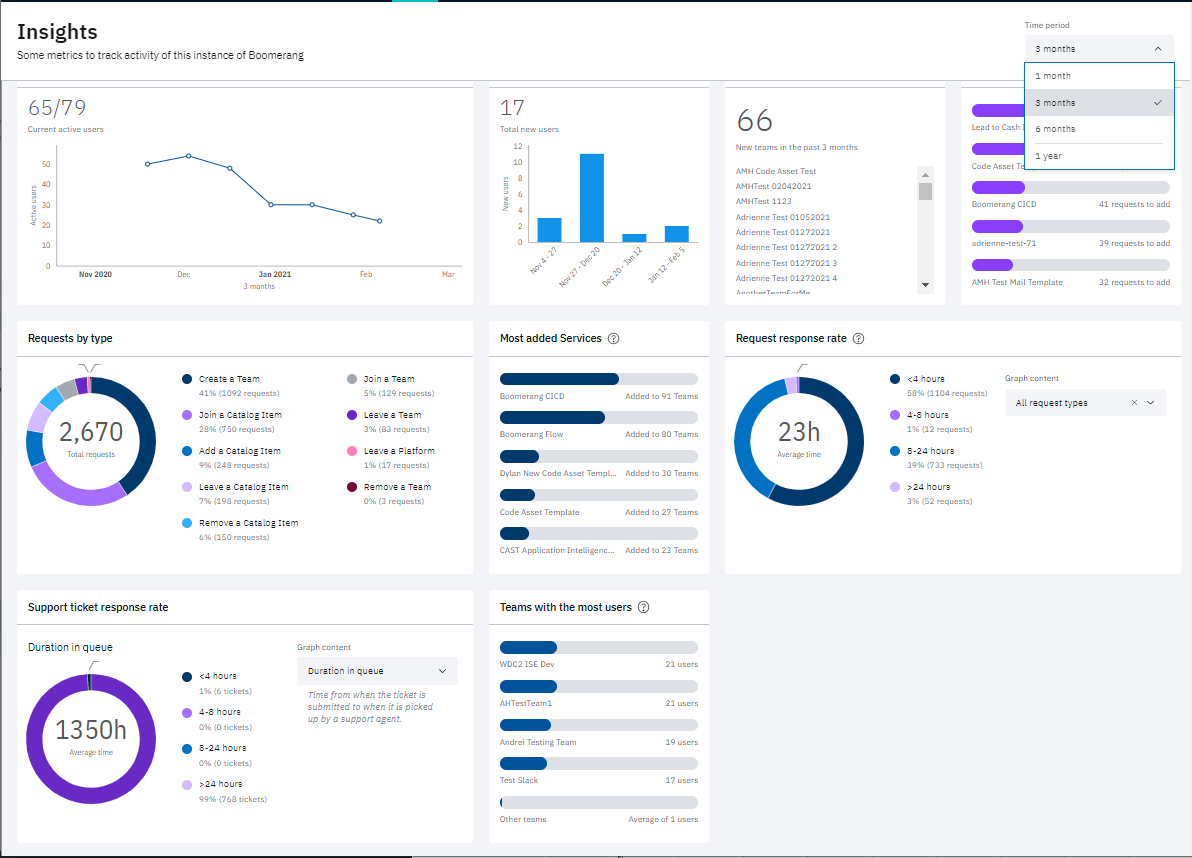 Insights
Some metrics to track activity of this instance of Boomerang
Time period
3 months
1 month
3 months
6 months
1 year
65/79
Current active users
Active users
50
40
30
20
10
0
Nov 2020
Dec
Jan 2021
Feb
Mar
3 months
17
Total new users
New users
12
10
8
6
4
2
0
Nov 4 - 27
Nov 27 - Dec 20
Dec 20 - Jan 12
Jan 12 - Feb 5
66
New teams in the past 3 months
AMH Code Asset Test
AMHTest 02042021
AMHTest 1123
Adrienne Test 01052021
Adrienne Test 01272021
Adrienne Test 01272021 2
Adrienne Test 01272021 3
Adrienne Test 01272021 4
AnotherTeamForMe
Lead to Cash
Code Asset
Boomerang CICD 41 requests to add
adrienne-test-71 39 requests to add
AMH Test Mail Template 32 requests to add
Requests by type
2,670
Total requests
Create a Team
41% (1092 requests)
Join a Catalog Item
28% (750 requests)
Add a Catalog Item
9% (248 requests)
Leave a Catalog Item
7% (198 requests)
Remove a Catalog Item
6% (150 requests)
Join a Team
5% (129 requests)
Leave a Team
3% (83 requests)
Leave a Platform
1% (17 requests)
Remove a Team
0% (3 requests)
Most added Services
Boomerang CICD Added to 91 Teams
Boomerang Flow Added to 80 Teams
Dylan New Code Asset Templ... Added to 30 Teams
Code Asset Template Added to 27 Teams
CAST Application Intelligenc... Added to 23 Teams
Request response rate
23h
Average time
<4 hours
58% (1104 requests)
4-8 hours
1% (12 requests)
8-24 hours
39% (733 requests)
>24 hours
3% (52 requests)
Graph content
All request types
Support ticket response rate
Duration in queue
1350h
Average time
<4 hours
1% (6 tickets)
4-8 hours
0% (0 tickets)
8-24 hours
0% (0 tickets)
>24 hours
99% (768 tickets)
Graph content
Duration in queue
Time from when the ticket is
submitted to when it is picked
up by a support agent.
Teams with the most users
WDC2 ISE Dev 21 users
AHTestTeam1 21 users
Andrei Testing Team 19 users
Test Slack 17 users
Other teams Average of 1 users